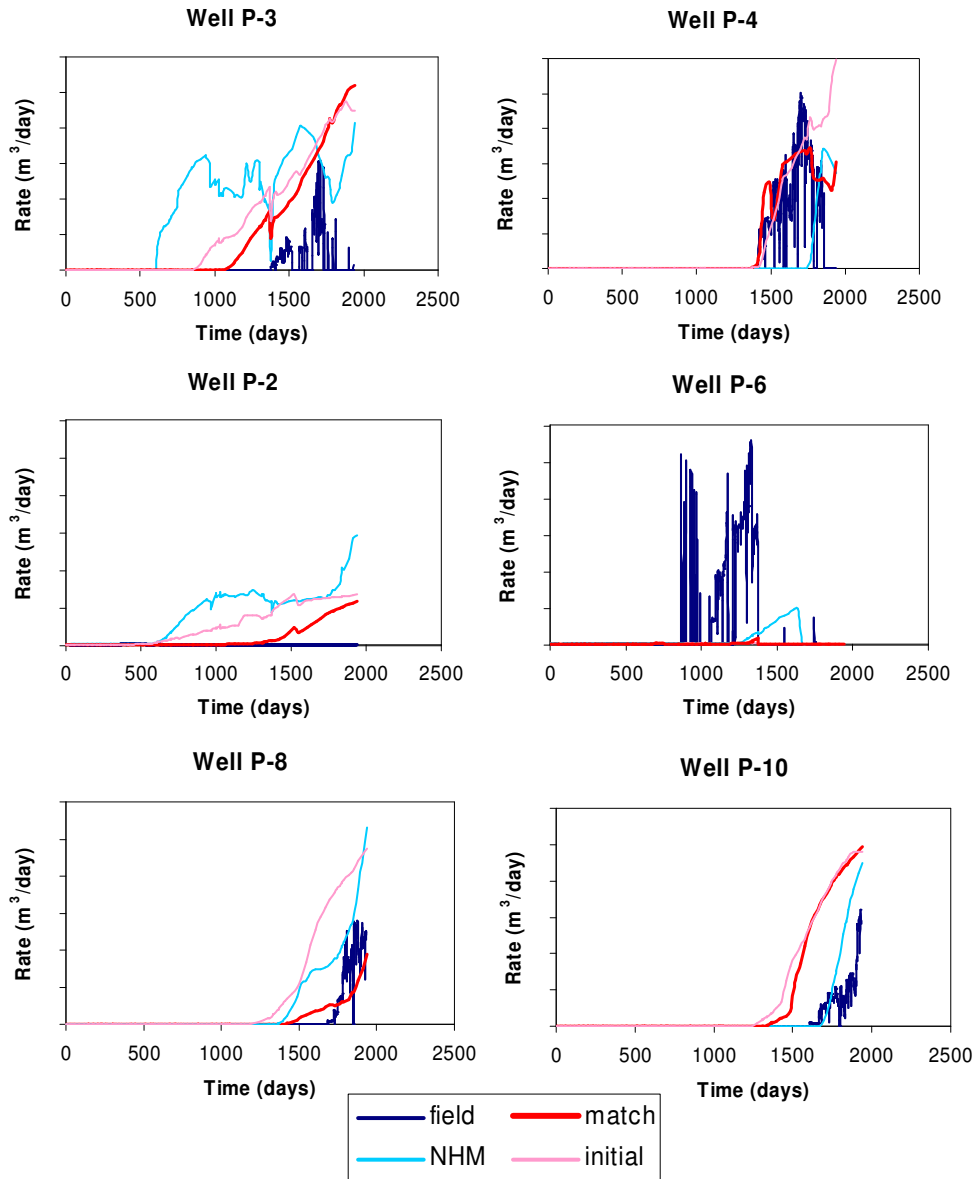 Well P-3
Rate (m³/day)
0 500 1000 1500 2000 2500
Time (days)
Well P-4
Rate (m³/day)
0 500 1000 1500 2000 2500
Time (days)
Well P-2
Rate (m³/day)
0 500 1000 1500 2000 2500
Time (days)
Well P-6
Rate (m³/day)
0 500 1000 1500 2000 2500
Time (days)
Well P-8
Rate (m³/day)
0 500 1000 1500 2000 2500
Time (days)
Well P-10
Rate (m³/day)
0 500 1000 1500 2000 2500
Time (days)
field match
NHM initial